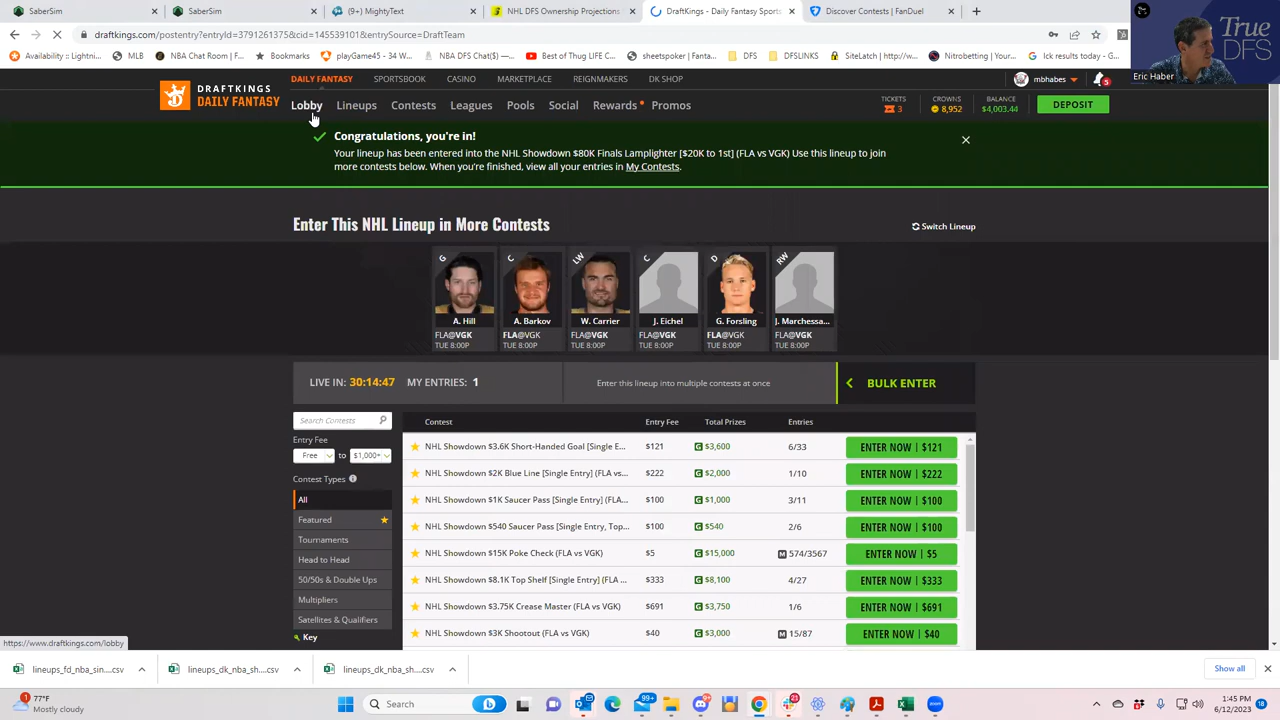 SaberSim
SaberSim
(9+) MightyText
NHL DFS Ownership Projections
DraftKings - Daily Fantasy Sports
Discover Contests | FanDuel
draftkings.com/postentry?entryId=3791261375&cid=145539101&entrySource=DraftTeam
Availability :: Lightnin...
MLB
NBA Chat Room | F...
Bookmarks
playGame45 - 34 W...
NBA DFS Chat($) —...
Best of Thug LIFE C...
sheetspoker
DFS
DFSLINKS
SiteLatch (http://w...
Nitrobetting | Home...
Ick results today - G...
True
DFS
Eric Haber
DRAFTKINGS
DAILY FANTASY
DAILY FANTASY
SPORTSBOOK
CASINO
MARKETPLACE
REIGNMAKERS
DK SHOP
mbhabes
5
Lobby
Lineups
Contests
Leagues
Pools
Social
Rewards
Promos
TICKETS
3
CROWNS
8,952
BALANCE
$4,003.44
DEPOSIT
Congratulations, you're in!
Your lineup has been entered into the NHL Showdown $80K Finals Lamplighter [$20K to 1st] (FLA vs VGK) Use this lineup to join
more contests below. When you're finished, view all your entries in My Contests.
Enter This NHL Lineup in More Contests
Switch Lineup
G
C
LW
C
D
RW
A. Hill
A. Barkov
W. Carrier
J. Eichel
G. Forsling
J. Marchessa...
FLA@VGK
FLA@VGK
FLA@VGK
FLA@VGK
FLA@VGK
FLA@VGK
TUE 8:00P
TUE 8:00P
TUE 8:00P
TUE 8:00P
TUE 8:00P
TUE 8:00P
LIVE IN: 30:14:47 MY ENTRIES: 1
Enter this lineup into multiple contests at once
BULK ENTER
Search Contests
Entry Fee
Free to $1,000+
Contest Types
All
Featured
Tournaments
Head to Head
50/50s & Double Ups
Multipliers
Satellites & Qualifiers
Key
Contest Entry Fee Total Prizes Entries
NHL Showdown $3.6K Short-Handed Goal [Single E... $121 G $3,600 6/33 ENTER NOW | $121
NHL Showdown $2K Blue Line [Single Entry] (FLA vs... $222 G $2,000 1/10 ENTER NOW | $222
NHL Showdown $1K Saucer Pass [Single Entry] (FLA... $100 G $1,000 3/11 ENTER NOW | $100
NHL Showdown $540 Saucer Pass [Single Entry, Top... $100 G $540 2/6 ENTER NOW | $100
NHL Showdown $15K Poke Check (FLA vs VGK) $5 G $15,000 M 574/3567 ENTER NOW | $5
NHL Showdown $8.1K Top Shelf [Single Entry] (FLA ... $333 G $8,100 4/27 ENTER NOW | $333
NHL Showdown $3.75K Crease Master (FLA vs VGK) $691 G $3,750 1/6 ENTER NOW | $691
NHL Showdown $3K Shootout (FLA vs VGK) $40 G $3,000 M 15/87 ENTER NOW | $40
https://www.draftkings.com/lobby
lineups_fd_nba_sin....csv
lineups_dk_nba_sh....csv
lineups_dk_nba_sh....csv
Show all
1
77°F
Mostly cloudy
Search
99+
21
1:45 PM
6/12/2023
18